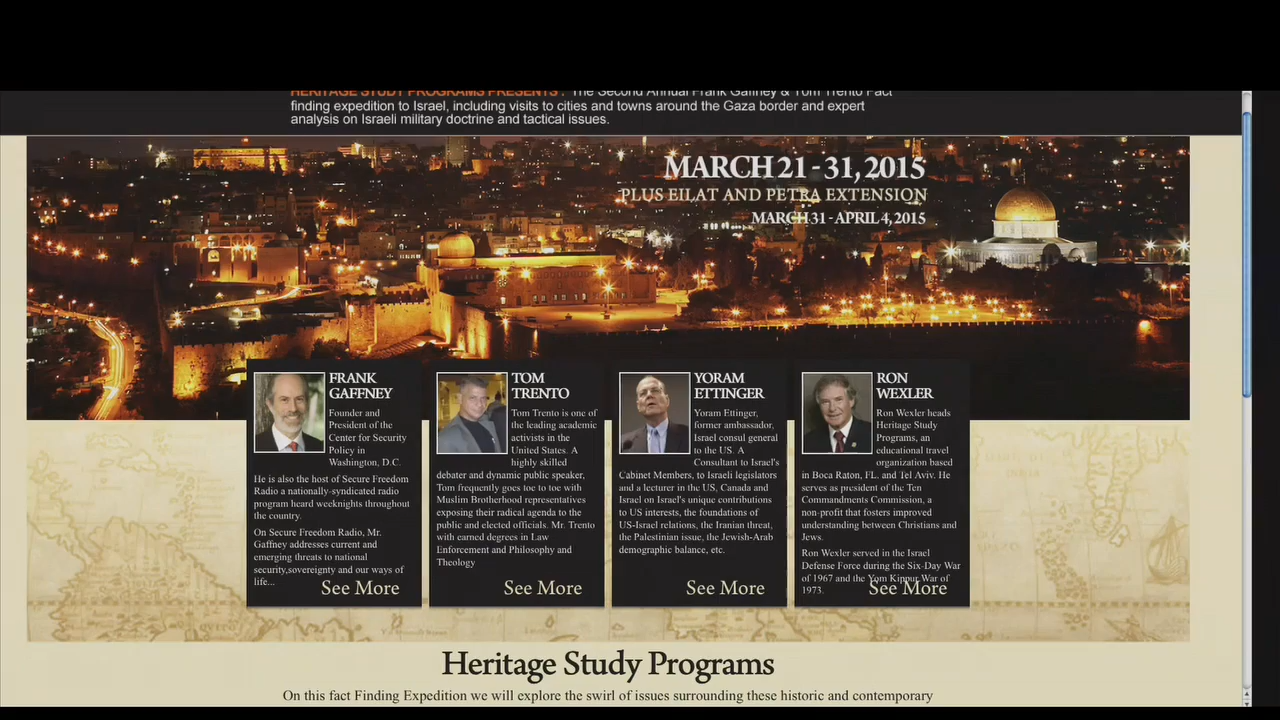 HERITAGE STUDY PROGRAMS PRESENTS : The Second Annual Frank Gaffney & Tom Trento Fact
finding expedition to Israel, including visits to cities and towns around the Gaza border and expert
analysis on Israeli military doctrine and tactical issues.
MARCH 21 - 31, 2015
PLUS EILAT AND PETRA EXTENSION
MARCH 31 - APRIL 4, 2015
FRANK
GAFFNEY
Founder and
President of the
Center for Security
Policy in
Washington, D.C.
He is also the host of Secure Freedom
Radio a nationally-syndicated radio
program heard weeknights throughout
the country.
On Secure Freedom Radio, Mr.
Gaffney addresses current and
emerging threats to national
security,sovereignty and our ways of
life...
See More
TOM
TRENTO
Tom Trento is one of
the leading academic
activists in the
United States. A
highly skilled
debater and dynamic public speaker,
Tom frequently goes toe to toe with
Muslim Brotherhood representatives
exposing their radical agenda to the
public and elected officials. Mr. Trento
with earned degrees in Law
Enforcement and Philosophy and
Theology
See More
YORAM
ETTINGER
Yoram Ettinger,
former ambassador,
Israel consul general
to the US. A
Consultant to Israel's
Cabinet Members, to Israeli legislators
and a lecturer in the US, Canada and
Israel on Israel's unique contributions
to US interests, the foundations of
US-Israel relations, the Iranian threat,
the Palestinian issue, the Jewish-Arab
demographic balance, etc.
See More
RON
WEXLER
Ron Wexler heads
Heritage Study
Programs, an
educational travel
organization based
in Boca Raton, FL. and Tel Aviv. He
serves as president of the Ten
Commandments Commission, a
non-profit that fosters improved
understanding between Christians and
Jews.
Ron Wexler served in the Israel
Defense Force during the Six-Day War
of 1967 and the Yom Kippur War of
1973.
See More
Heritage Study Programs
On this fact Finding Expedition we will explore the swirl of issues surrounding these historic and contemporary